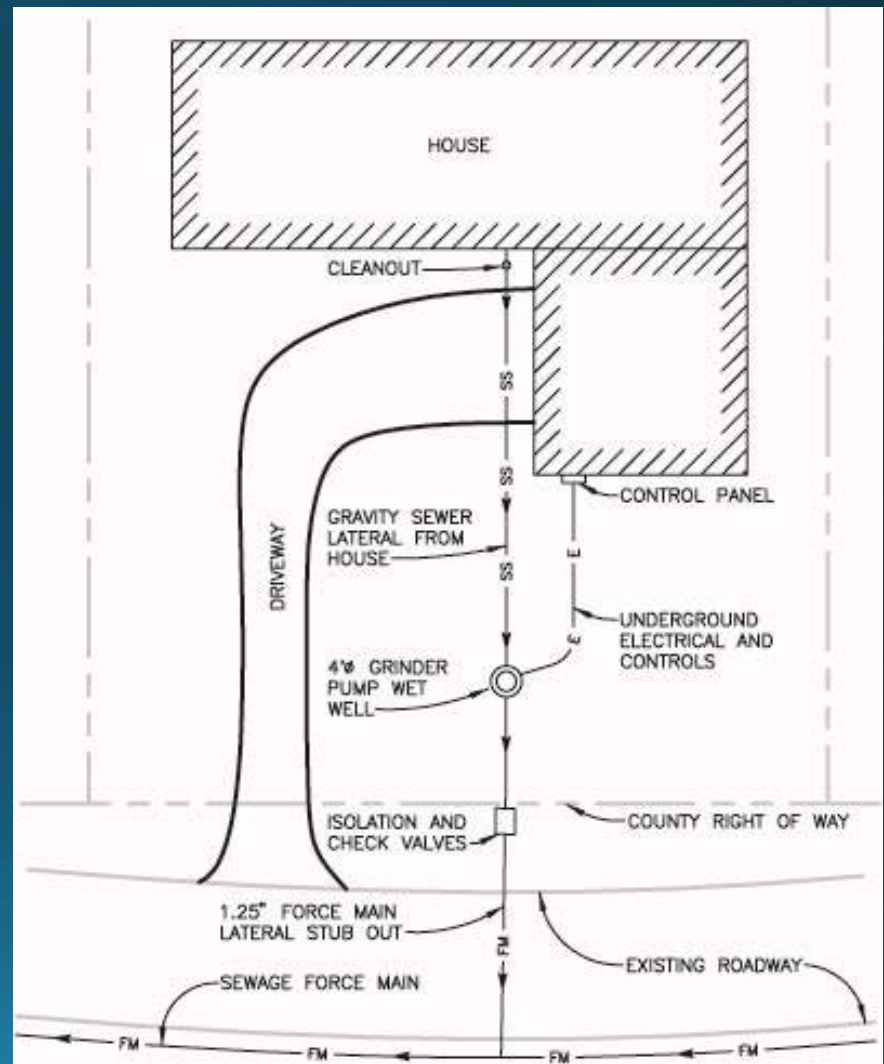 HOUSE
CLEANOUT
SS
SS
CONTROL PANEL
GRAVITY SEWER
LATERAL FROM
HOUSE
DRIVEWAY
E
SS
UNDERGROUND
ELECTRICAL AND
CONTROLS
E
4'ø GRINDER
PUMP WET
WELL
ISOLATION AND
CHECK VALVES
COUNTY RIGHT OF WAY
1.25" FORCE MAIN
LATERAL STUB OUT
FM
EXISTING ROADWAY
SEWAGE FORCE MAIN
FM
FM
FM
FM